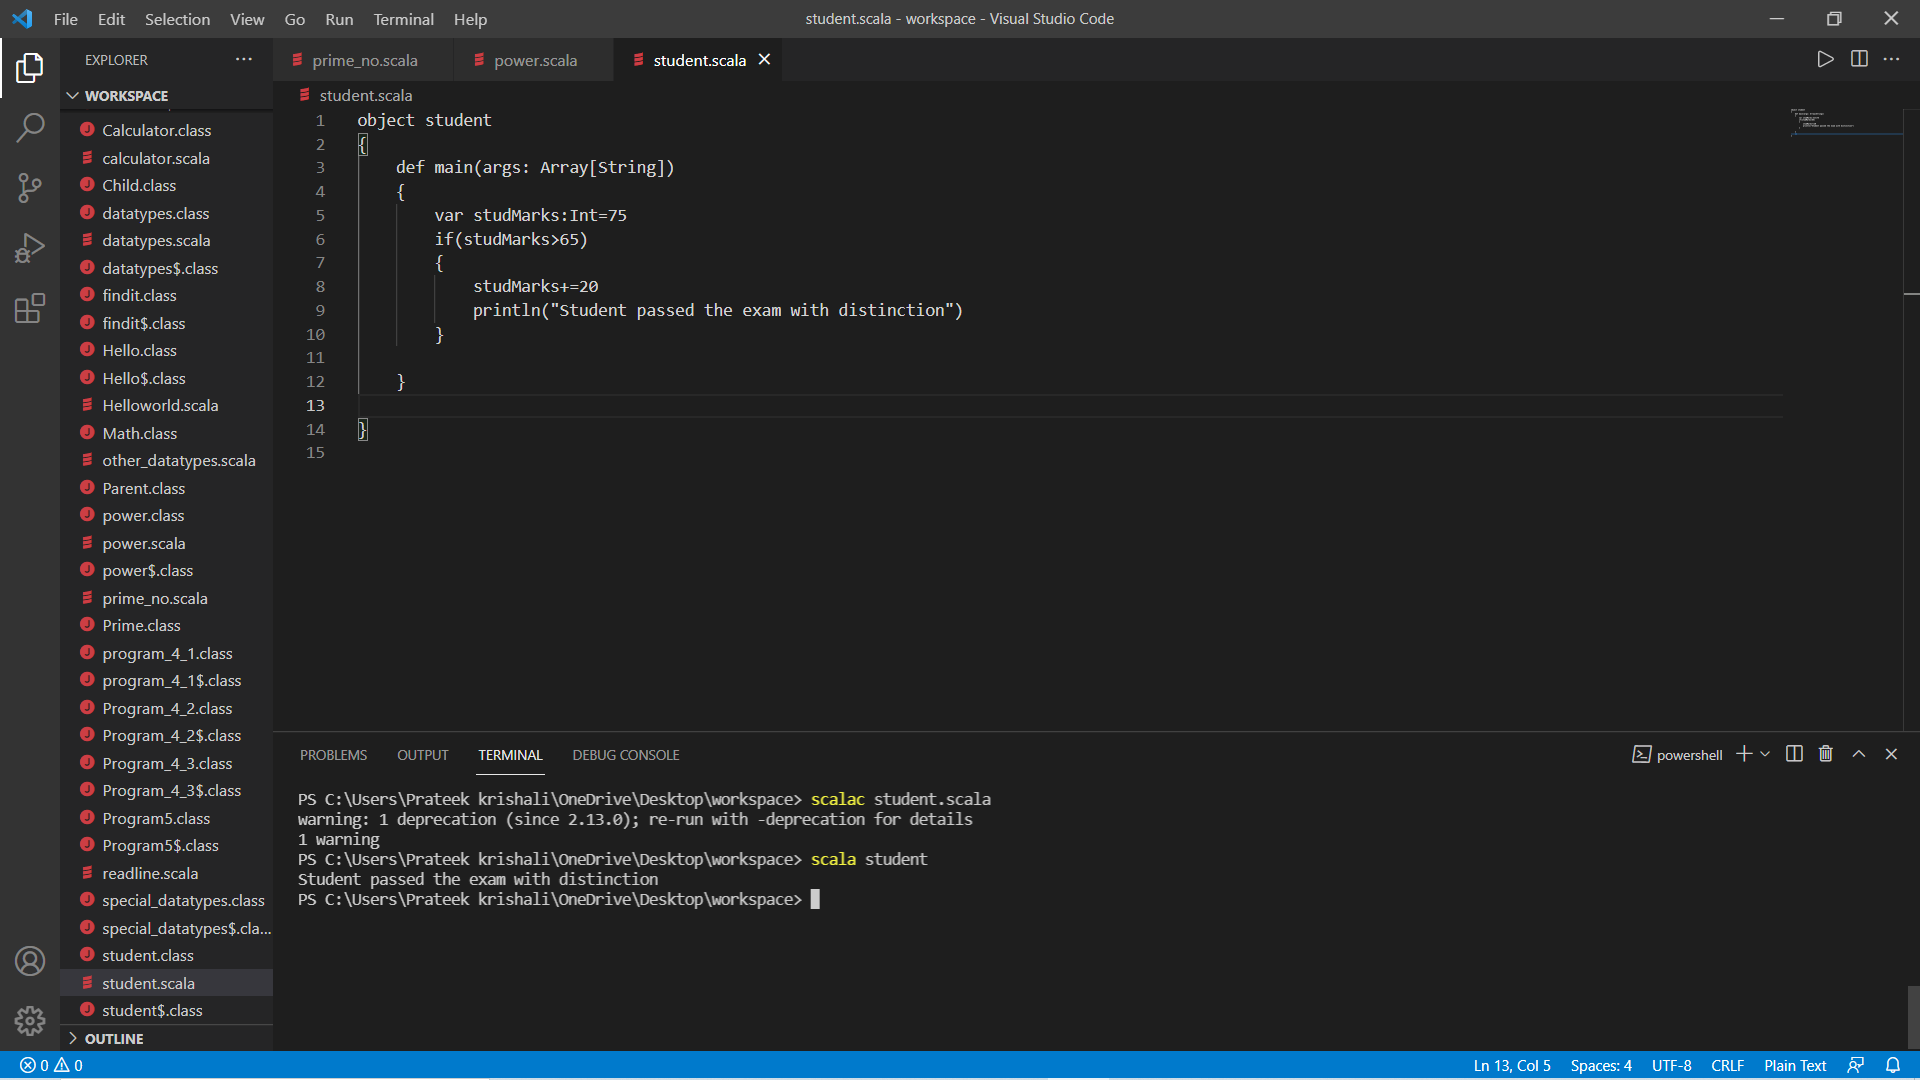 File Edit Selection View Go Run Terminal Help
student.scala - workspace - Visual Studio Code
EXPLORER
WORKSPACE
Calculator.class
calculator.scala
Child.class
datatypes.class
datatypes.scala
datatypes$.class
findit.class
findit$.class
Hello.class
Hello$.class
Helloworld.scala
Math.class
other_datatypes.scala
Parent.class
power.class
power.scala
power$.class
prime_no.scala
Prime.class
program_4_1.class
program_4_1$.class
Program_4_2.class
Program_4_2$.class
Program_4_3.class
Program_4_3$.class
Program5.class
Program5$.class
readline.scala
special_datatypes.class
special_datatypes$.cla...
student.class
student.scala
student$.class
OUTLINE
prime_no.scala power.scala student.scala
student.scala
1 object student
2 {
3 def main(args: Array[String])
4 {
5 var studMarks:Int=75
6 if(studMarks>65)
7 {
8 studMarks+=20
9 println("Student passed the exam with distinction")
10 }
11
12 }
13
14 }
15
PROBLEMS OUTPUT TERMINAL DEBUG CONSOLE
powershell
PS C:\Users\Prateek krishali\OneDrive\Desktop\workspace> scalac student.scala
warning: 1 deprecation (since 2.13.0); re-run with -deprecation for details
1 warning
PS C:\Users\Prateek krishali\OneDrive\Desktop\workspace> scala student
Student passed the exam with distinction
PS C:\Users\Prateek krishali\OneDrive\Desktop\workspace>
0 0
Ln 13, Col 5 Spaces: 4 UTF-8 CRLF Plain Text